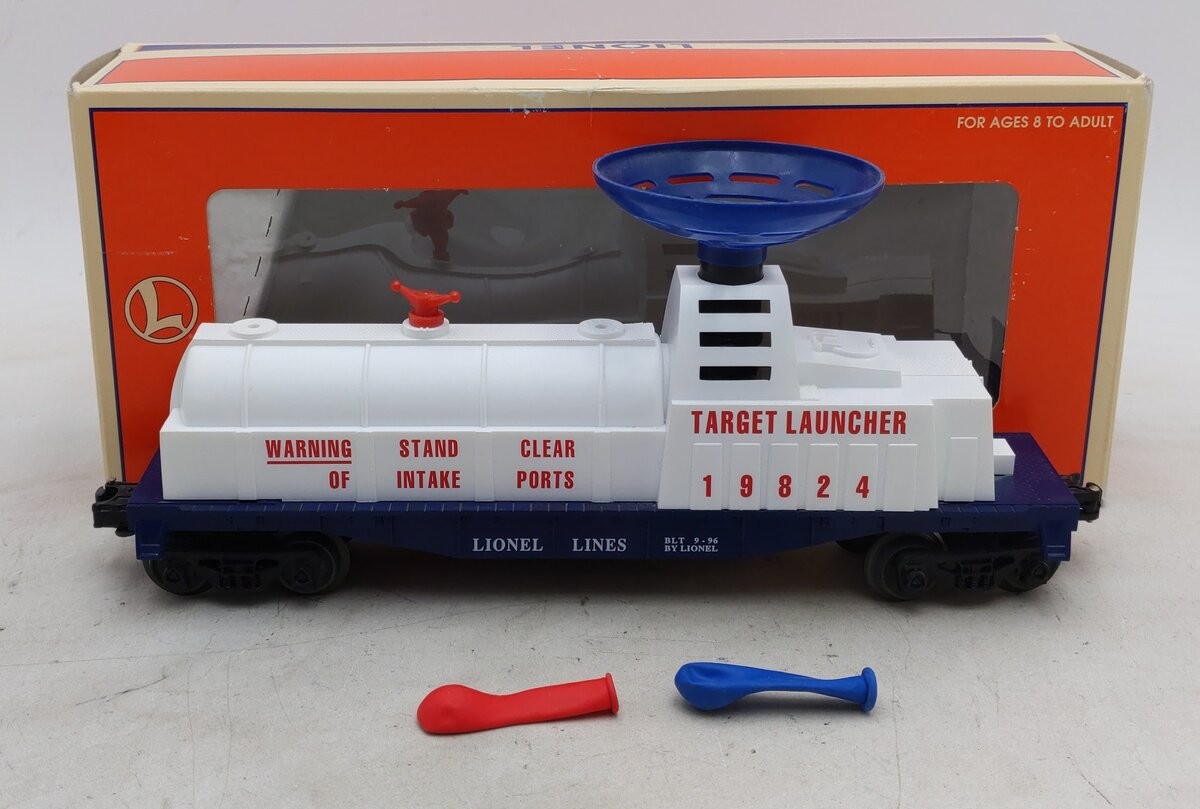 LIONEL
FOR AGES 8 TO ADULT
L
TARGET LAUNCHER
19824
WARNING STAND CLEAR
OF INTAKE PORTS
LIONEL LINES
BLT 9-96
BY LIONEL